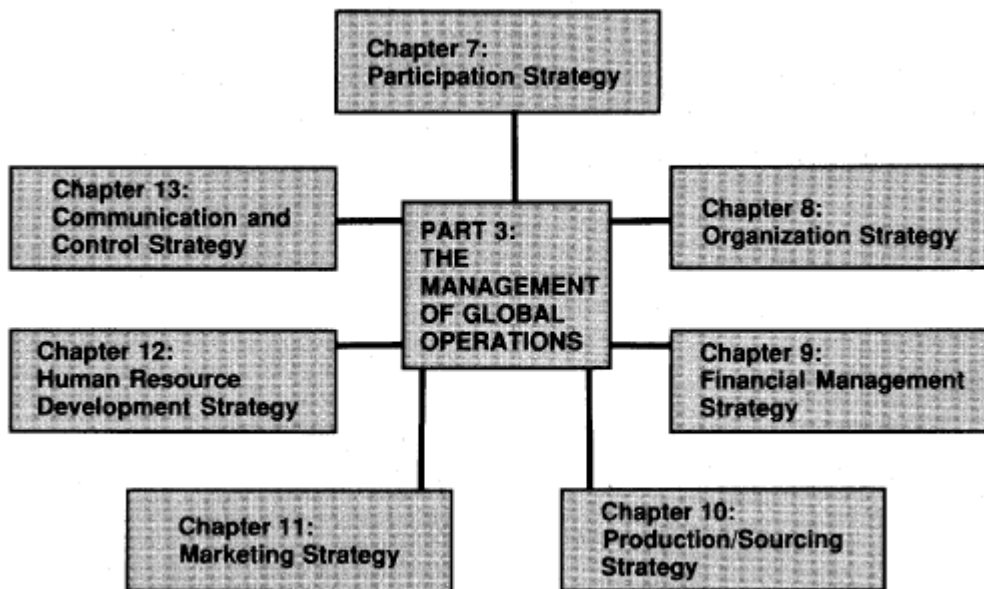 Chapter 7:
Participation Strategy
Chapter 13:
Communication and
Control Strategy
PART 3:
THE
MANAGEMENT
OF GLOBAL
OPERATIONS
Chapter 8:
Organization Strategy
Chapter 12:
Human Resource
Development Strategy
Chapter 9:
Financial Management
Strategy
Chapter 11:
Marketing Strategy
Chapter 10:
Production/Sourcing
Strategy